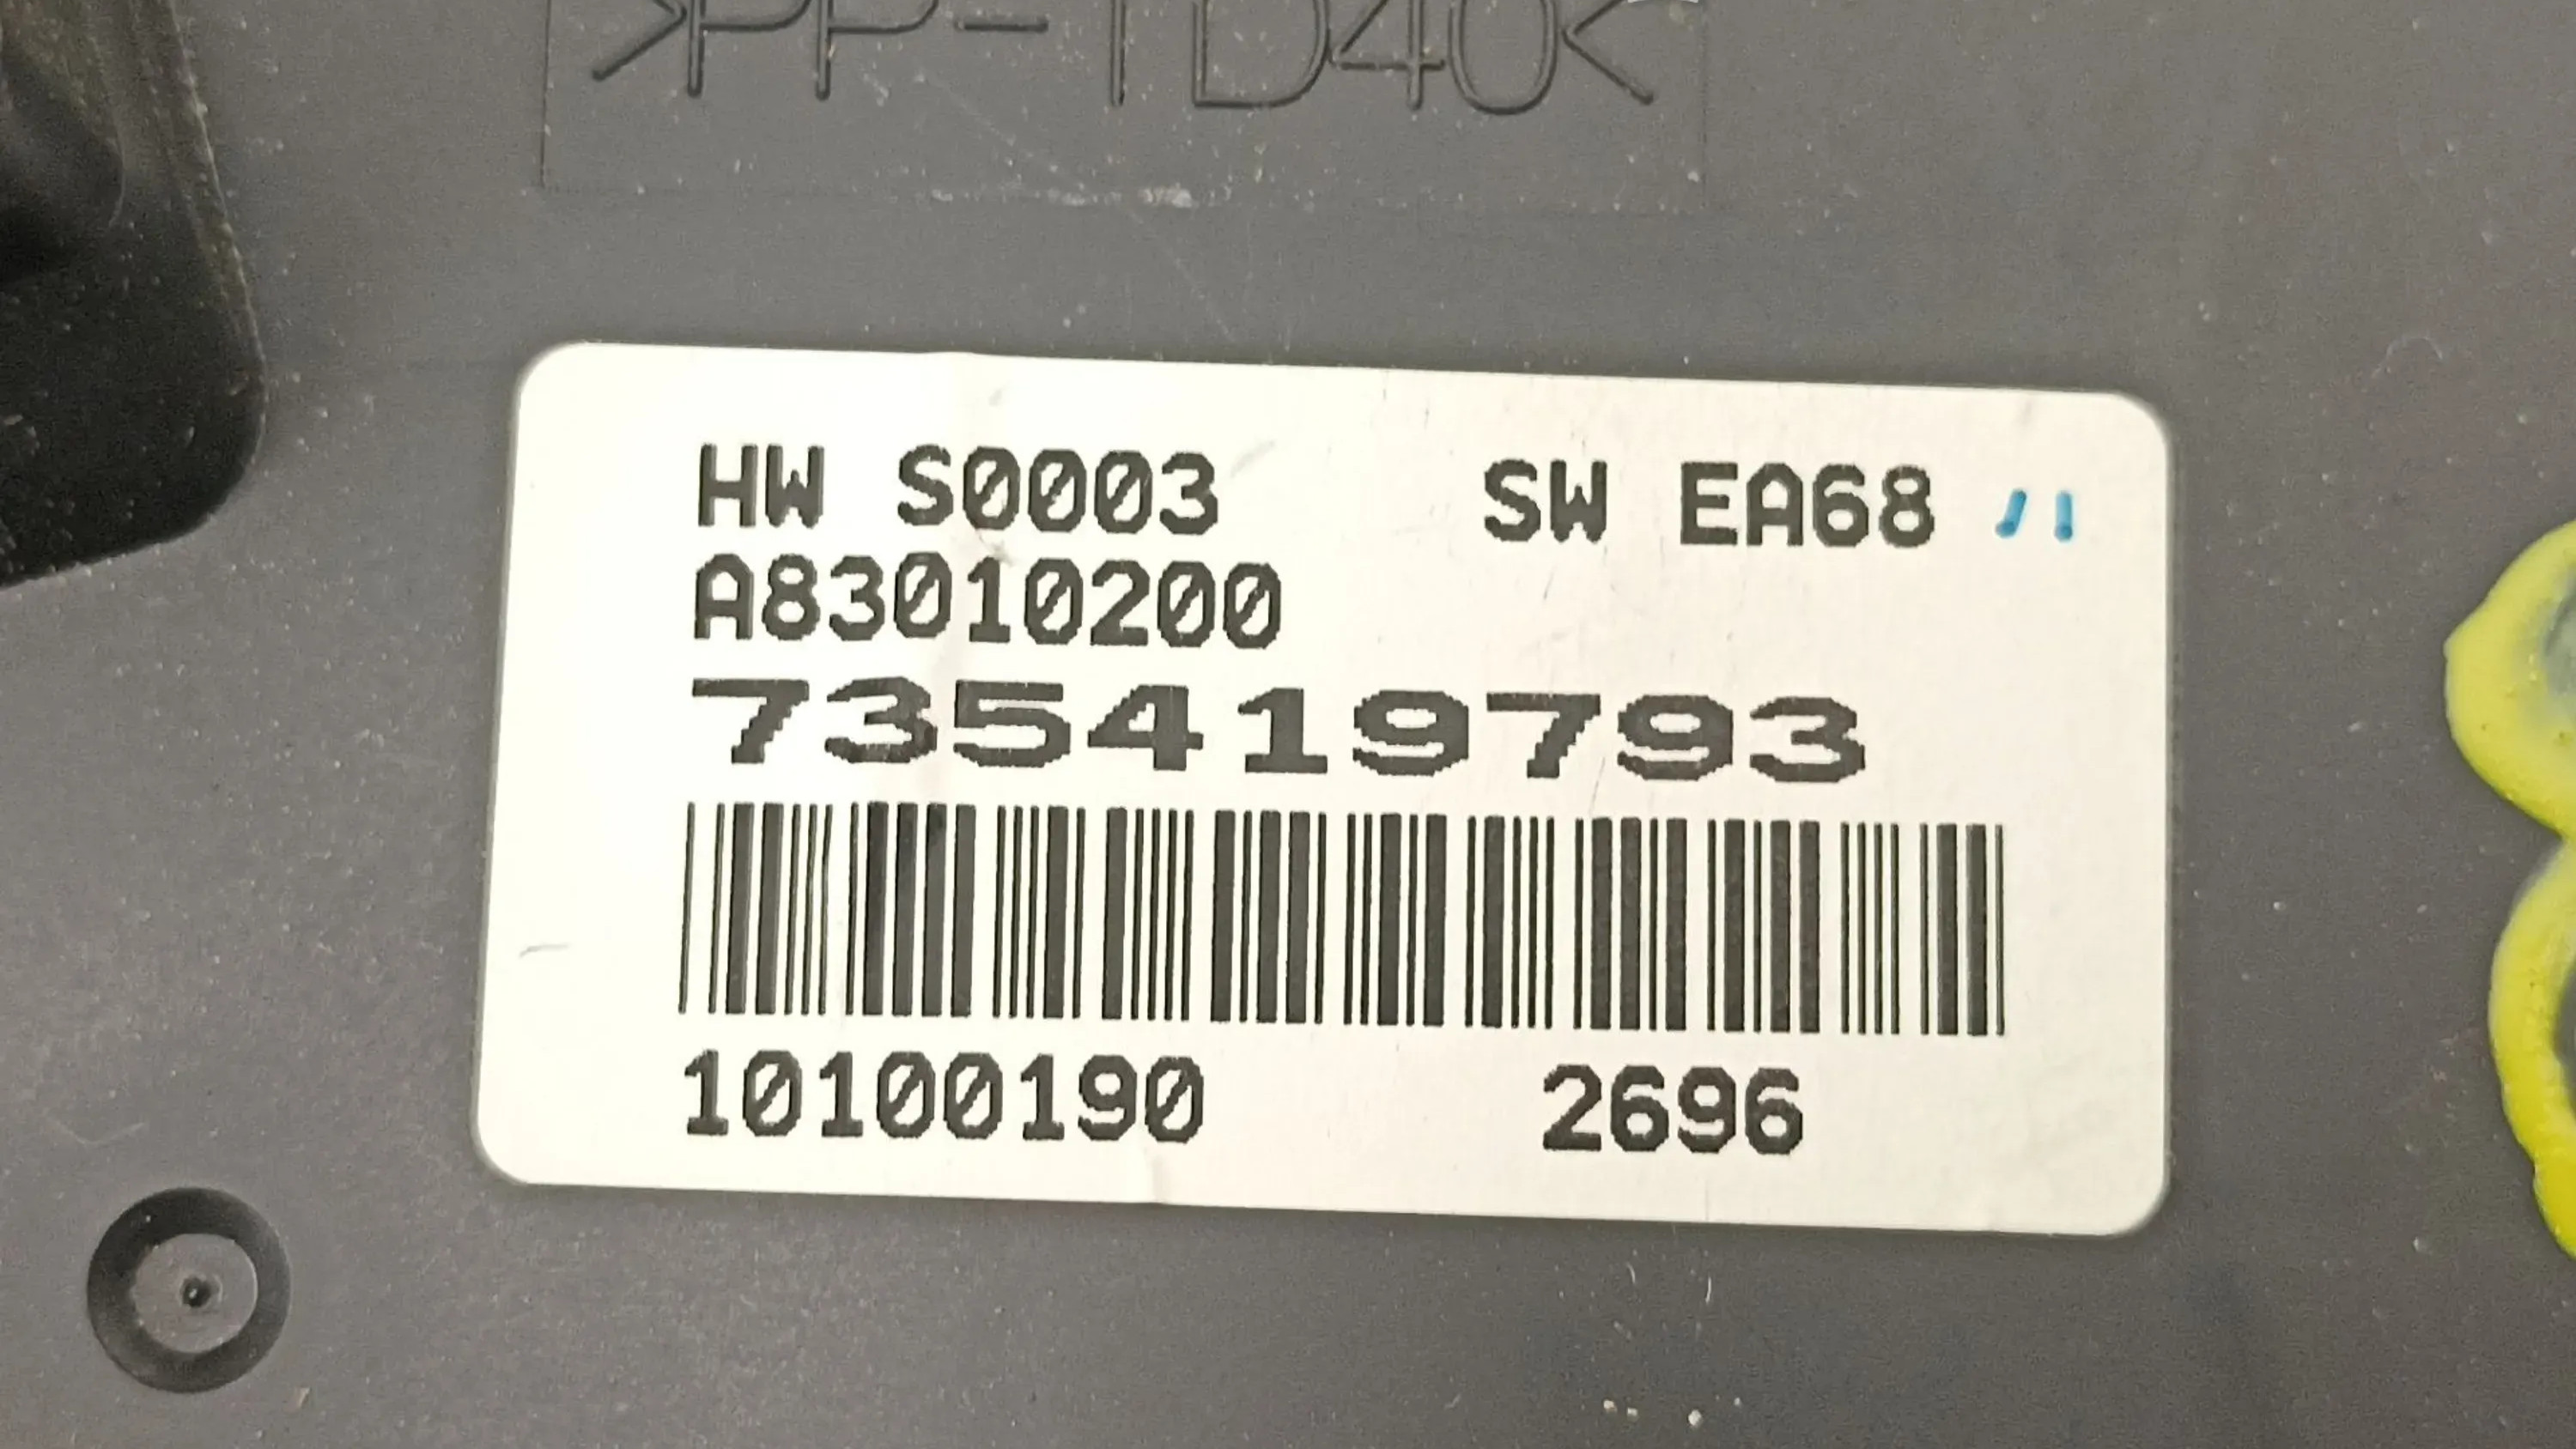 >PP-TD40<
HW S0003 SW EA68
A83010200
735419793
10100190 2696